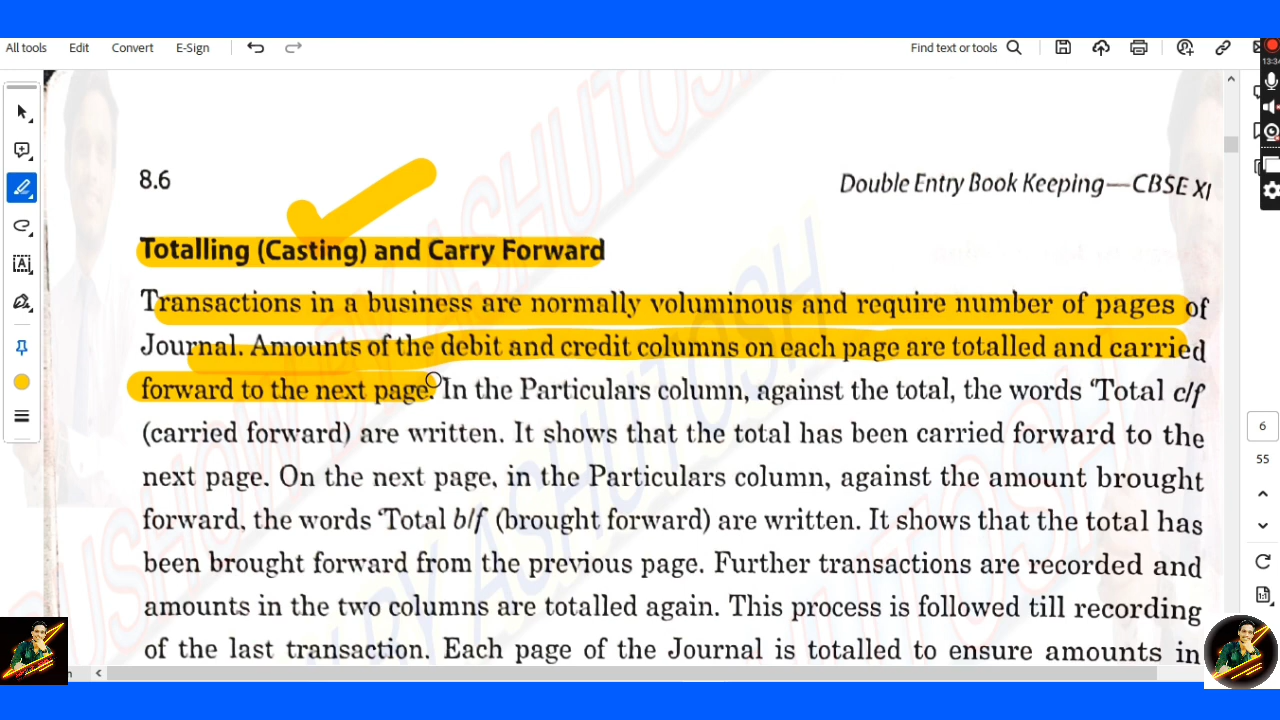 All tools Edit Convert E-Sign Find text or tools
13:34
8.6 Double Entry Book Keeping—CBSE XI
Totalling (Casting) and Carry Forward
Transactions in a business are normally voluminous and require number of pages of
Journal. Amounts of the debit and credit columns on each page are totalled and carried
forward to the next page. In the Particulars column, against the total, the words 'Total c/f
(carried forward) are written. It shows that the total has been carried forward to the
next page. On the next page, in the Particulars column, against the amount brought
forward, the words 'Total b/f (brought forward) are written. It shows that the total has
been brought forward from the previous page. Further transactions are recorded and
amounts in the two columns are totalled again. This process is followed till recording
of the last transaction. Each page of the Journal is totalled to ensure amounts in
6
55